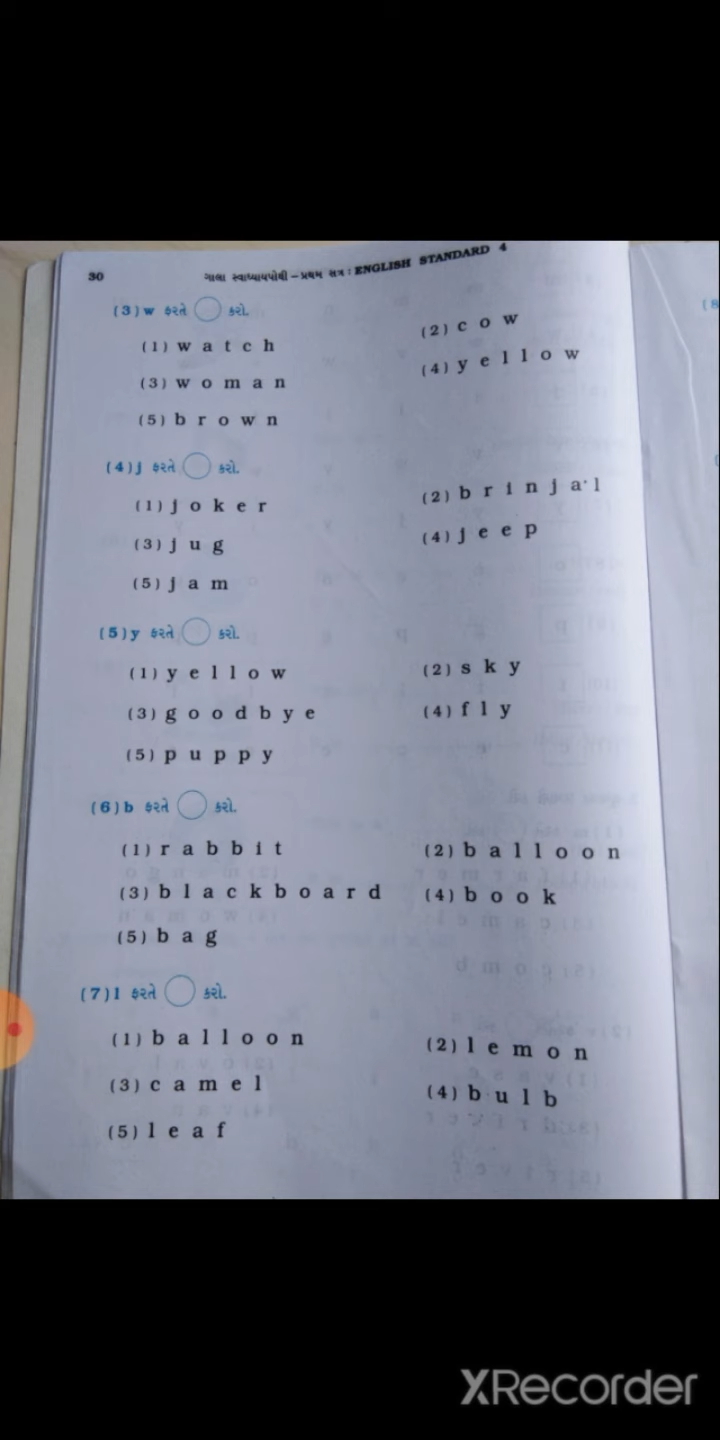 30 ગાલા સ્વાધ્યાયપોથી – પ્રથમ સત્ર : ENGLISH STANDARD 4
(3) w ફરતે ◯ કરો.
(1) w a t c h (2) c o w
(3) w o m a n (4) y e l l o w
(5) b r o w n
(4) j ફરતે ◯ કરો.
(1) j o k e r (2) b r i n j a l
(3) j u g (4) j e e p
(5) j a m
(5) y ફરતે ◯ કરો.
(1) y e l l o w (2) s k y
(3) g o o d b y e (4) f l y
(5) p u p p y
(6) b ફરતે ◯ કરો.
(1) r a b b i t (2) b a l l o o n
(3) b l a c k b o a r d (4) b o o k
(5) b a g
(7) l ફરતે ◯ કરો.
(1) b a l l o o n (2) l e m o n
(3) c a m e l (4) b u l b
(5) l e a f
XRecorder